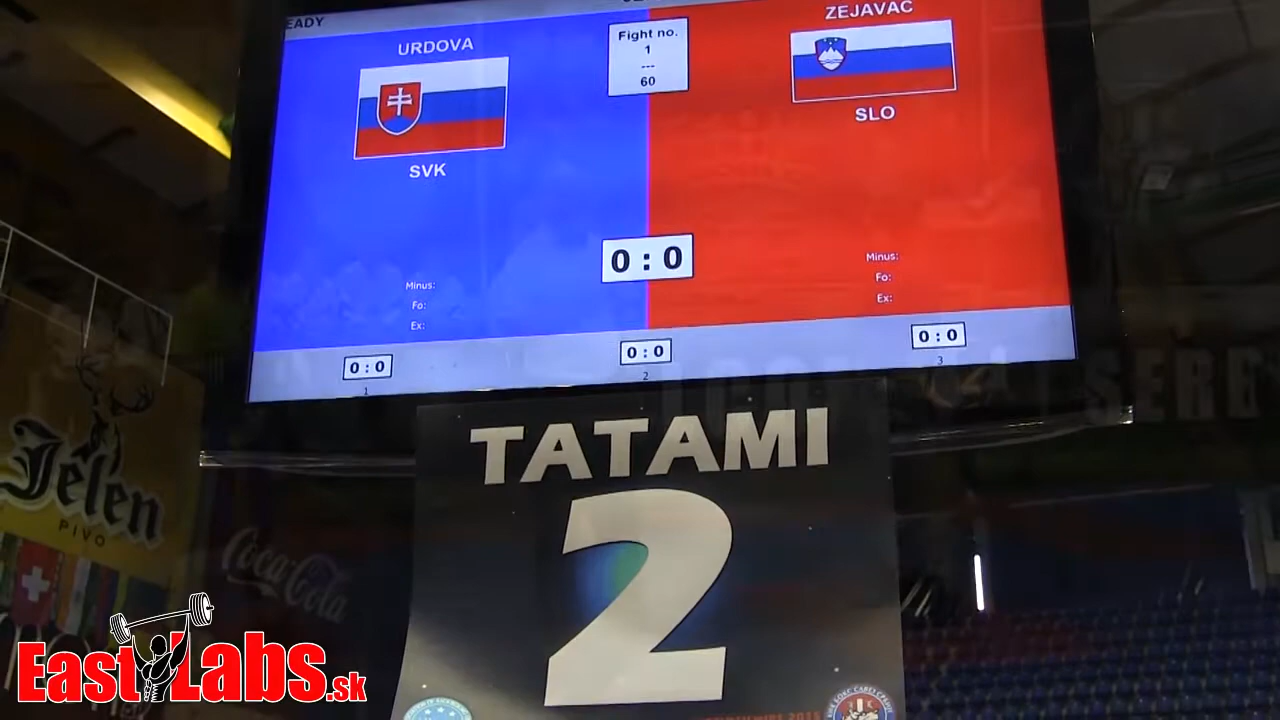 EADY
URDOVA
SVK
Fight no.
1
---
60
ZEJAVAC
SLO
0 : 0
Minus:
Fo:
Ex:
Minus:
Fo:
Ex:
0 : 0
1
0 : 0
2
0 : 0
3
TATAMI
2
Jelen
PIVO
Coca-Cola
SERB
EastLabs.sk